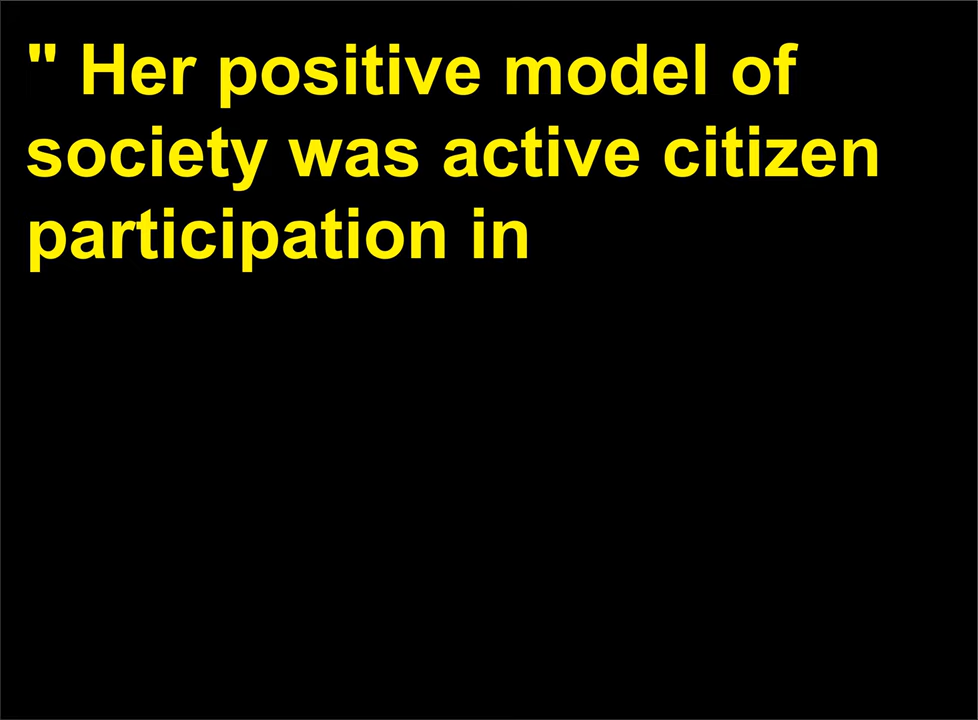 " Her positive model of
society was active citizen
participation in